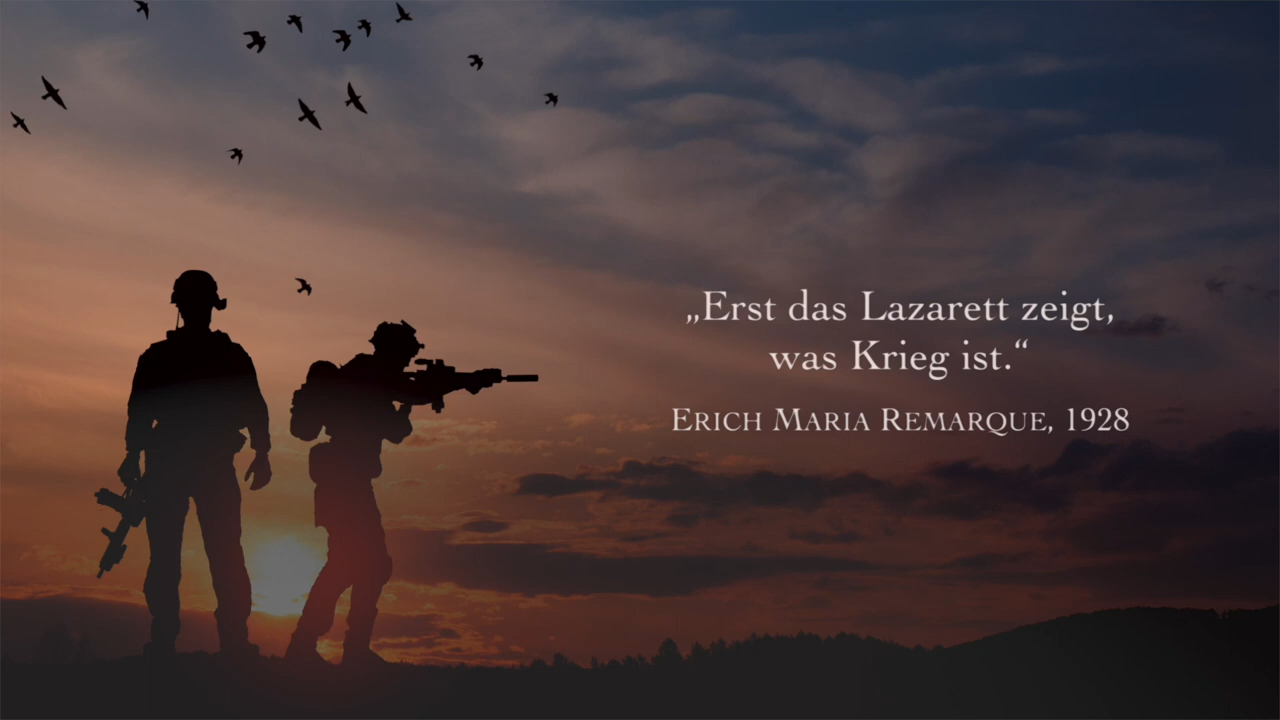 „Erst das Lazarett zeigt,
was Krieg ist.“
Erich Maria Remarque, 1928